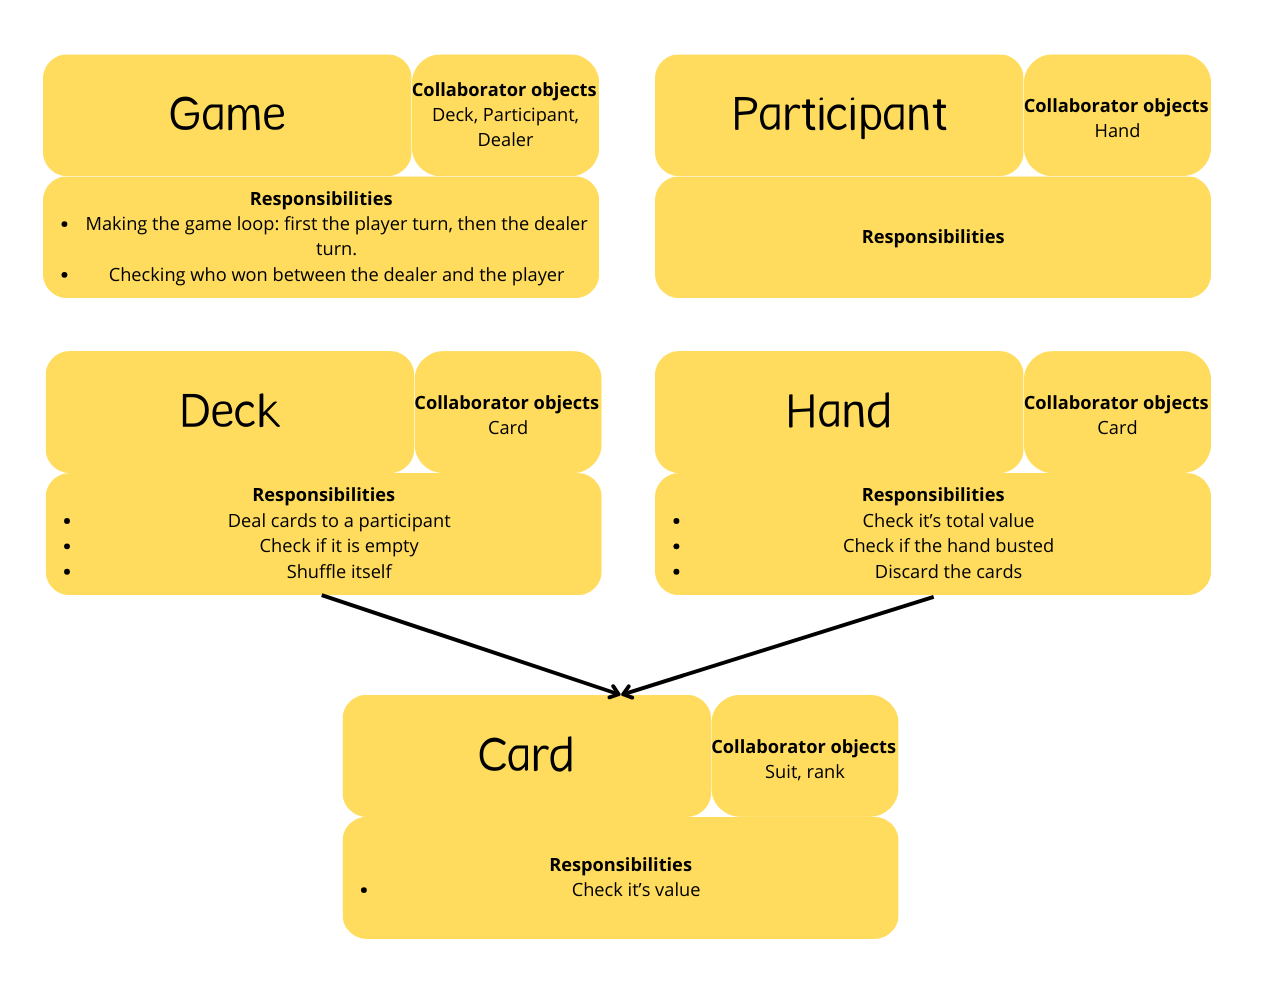 Game
Collaborator objects
Deck, Participant,
Dealer
Responsibilities
• Making the game loop: first the player turn, then the dealer
turn.
• Checking who won between the dealer and the player
Participant
Collaborator objects
Hand
Responsibilities
Deck
Collaborator objects
Card
Responsibilities
• Deal cards to a participant
• Check if it is empty
• Shuffle itself
Hand
Collaborator objects
Card
Responsibilities
• Check it’s total value
• Check if the hand busted
• Discard the cards
Card
Collaborator objects
Suit, rank
Responsibilities
• Check it’s value